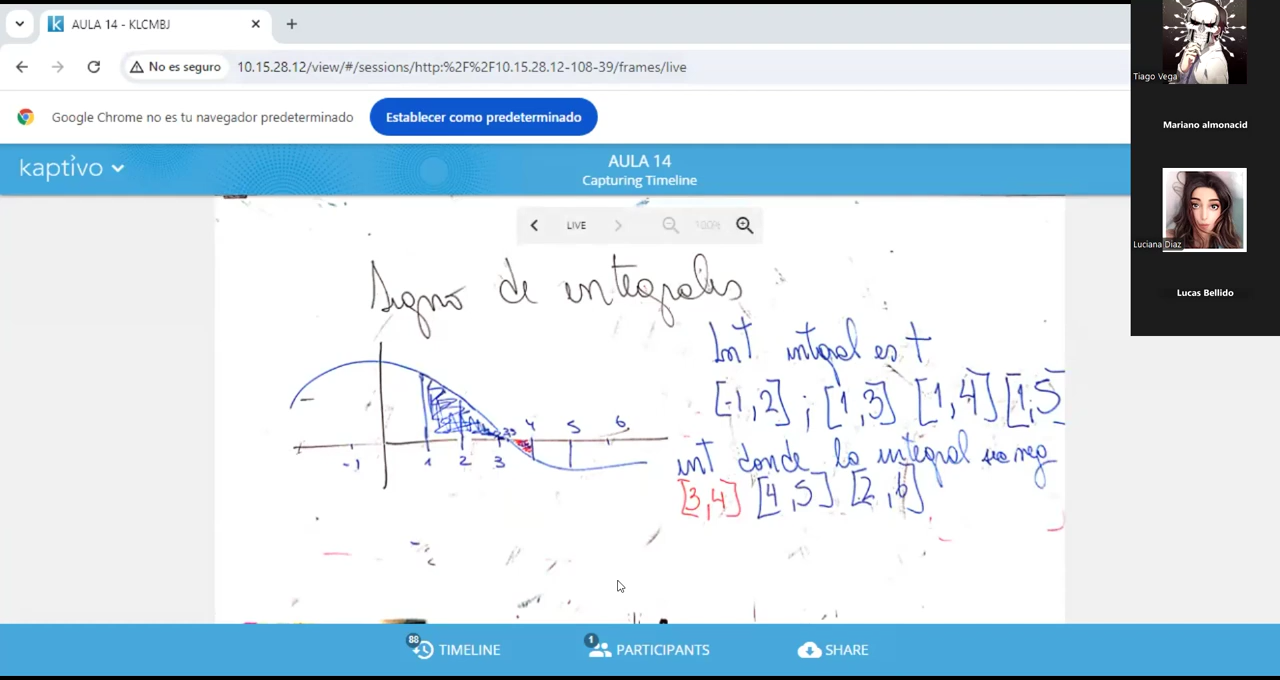 AULA 14 - KLCMBJ
No es seguro
10.15.28.12/view/#/sessions/http:%2F%2F10.15.28.12-108-39/frames/live
Google Chrome no es tu navegador predeterminado
Establecer como predeterminado
kaptivo
AULA 14
Capturing Timeline
LIVE
100%
Signo de integrales
Int integral es +
[-1,2] ; [1,3] [1,4] [1,5
int donde la integral sea neg
[3,4] [4,5] [2,6]
4 5 6
-1 1 2 3
88
TIMELINE
1
PARTICIPANTS
SHARE
Tiago Vega
Mariano almonacid
Luciana Diaz
Lucas Bellido